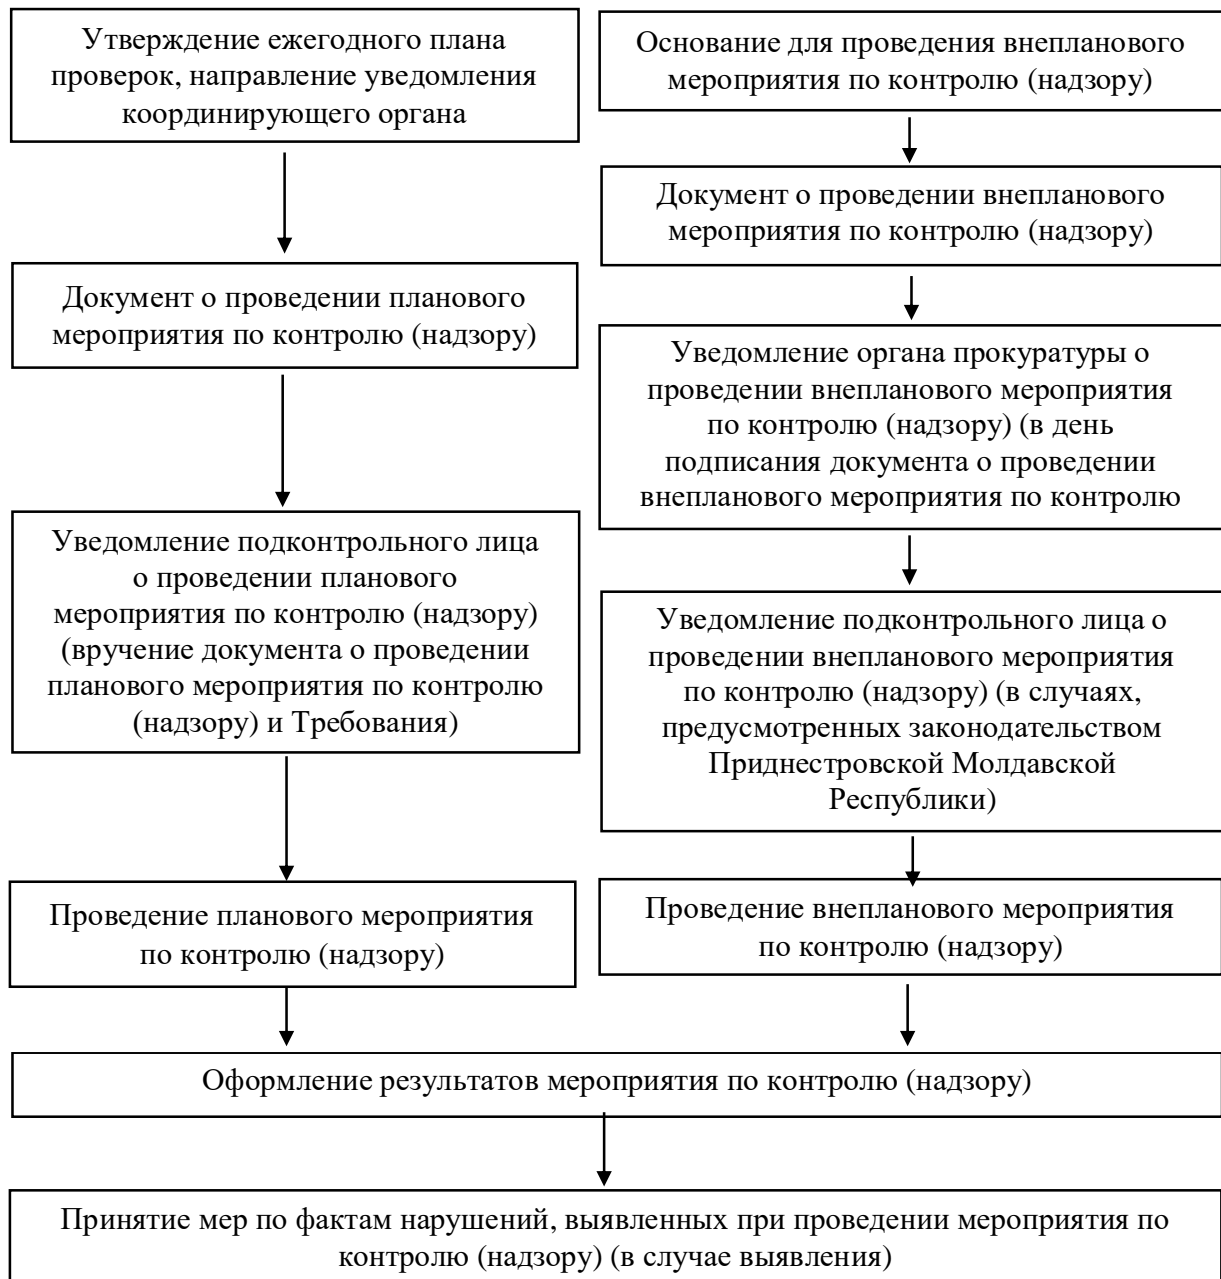 Утверждение ежегодного плана
проверок, направление уведомления
координирующего органа
Документ о проведении планового
мероприятия по контролю (надзору)
Уведомление подконтрольного лица
о проведении планового
мероприятия по контролю (надзору)
(вручение документа о проведении
планового мероприятия по контролю
(надзору) и Требования)
Проведение планового мероприятия
по контролю (надзору)
Основание для проведения внепланового
мероприятия по контролю (надзору)
Документ о проведении внепланового
мероприятия по контролю (надзору)
Уведомление органа прокуратуры о
проведении внепланового мероприятия
по контролю (надзору) (в день
подписания документа о проведении
внепланового мероприятия по контролю
Уведомление подконтрольного лица о
проведении внепланового мероприятия
по контролю (надзору) (в случаях,
предусмотренных законодательством
Приднестровской Молдавской
Республики)
Проведение внепланового мероприятия
по контролю (надзору)
Оформление результатов мероприятия по контролю (надзору)
Принятие мер по фактам нарушений, выявленных при проведении мероприятия по
контролю (надзору) (в случае выявления)